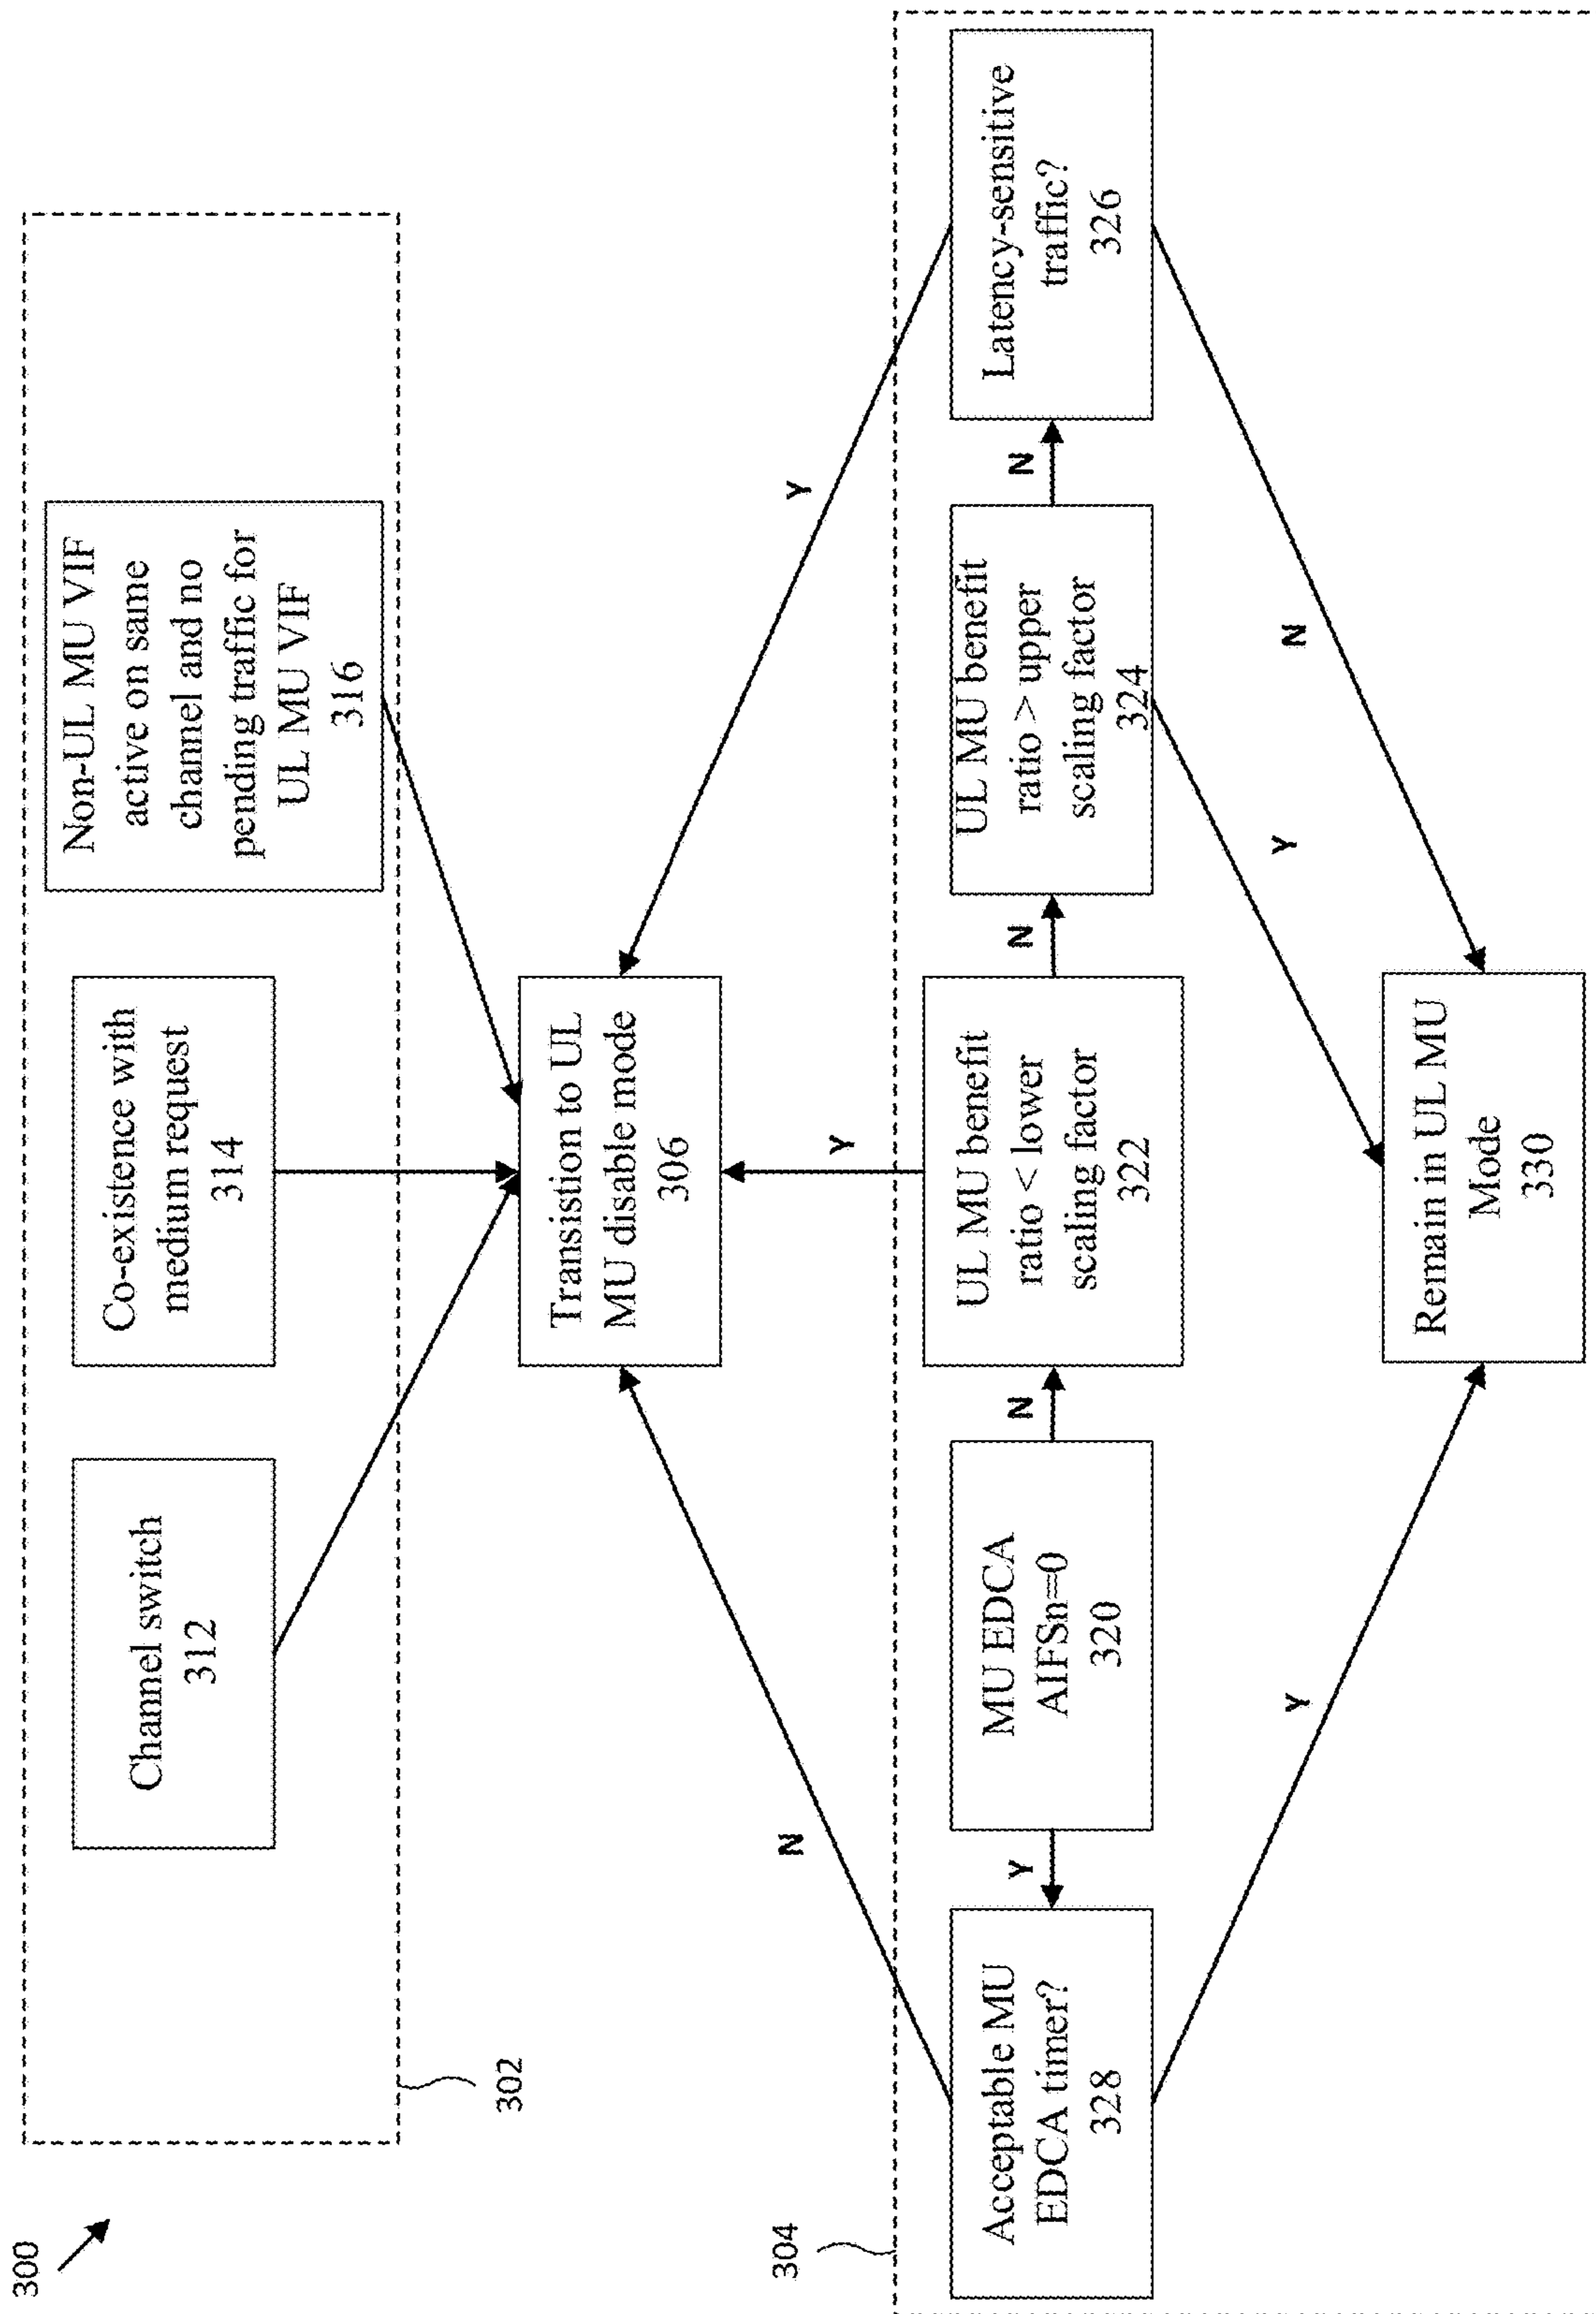 300
Channel switch
312
Co-existence with
medium request
314
Non-UL MU VIF
active on same
channel and no
pending traffic for
UL MU VIF
316
302
Transistion to UL
MU disable mode
306
N
Y
Y
304
Acceptable MU
EDCA timer?
328
Y
MU EDCA
AIFSn=0
320
N
UL MU benefit
ratio < lower
scaling factor
322
N
UL MU benefit
ratio > upper
scaling factor
324
N
Latency-sensitive
traffic?
326
Y
Y
N
Remain in UL MU
Mode
330